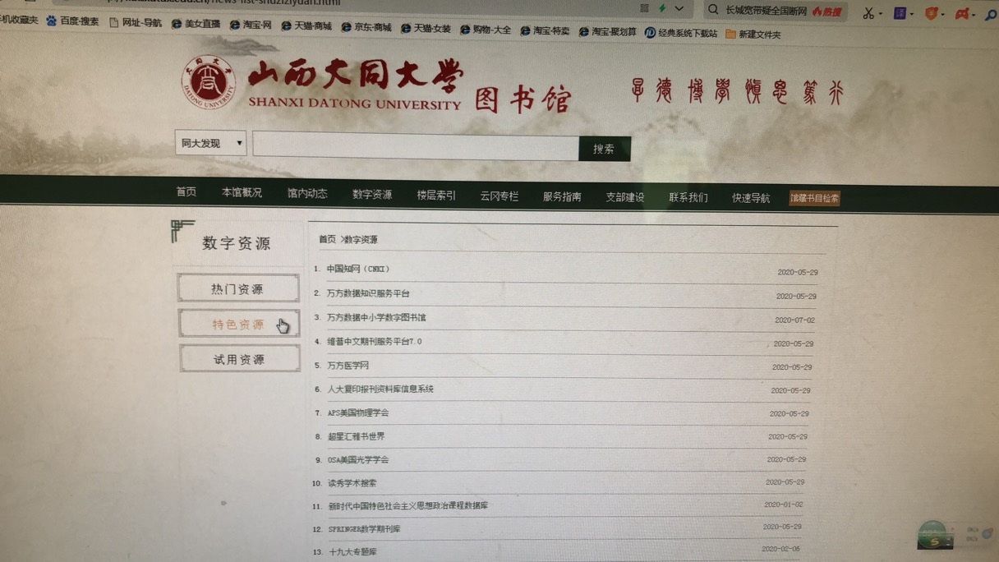 长城宽带疑全国断网 热搜
机收藏夹 百度-搜索 网址-导航 美女直播 淘宝-网 天猫-商城 京东-商城 天猫-女装 购物-大全 淘宝-特卖 淘宝-聚划算 经典系统下载站 新建文件夹
山西大同大学
SHANXI DATONG UNIVERSITY
图书馆
DATONG UNIVERSITY
同大发现 搜索
首页 本馆概况 馆内动态 数字资源 楼层索引 云冈专栏 服务指南 支部建设 联系我们 快速导航 馆藏书目检索
数字资源
热门资源
特色资源
试用资源
首页 >数字资源
1. 中国知网（CNKI） 2020-05-29
2. 万方数据知识服务平台 2020-05-29
3. 万方数据中小学数字图书馆 2020-07-02
4. 维普中文期刊服务平台7.0 2020-05-29
5. 万方医学网 2020-05-29
6. 人大复印报刊资料库信息系统 2020-05-29
7. APS美国物理学会 2020-05-29
8. 超星汇雅书世界 2020-05-29
9. OSA美国光学学会 2020-05-29
10. 读秀学术搜索 2020-05-29
11. 新时代中国特色社会主义思想政治课程数据库 2020-01-02
12. SPRINGER数学期刊库 2020-05-29
13. 十九大专题库 2020-02-06